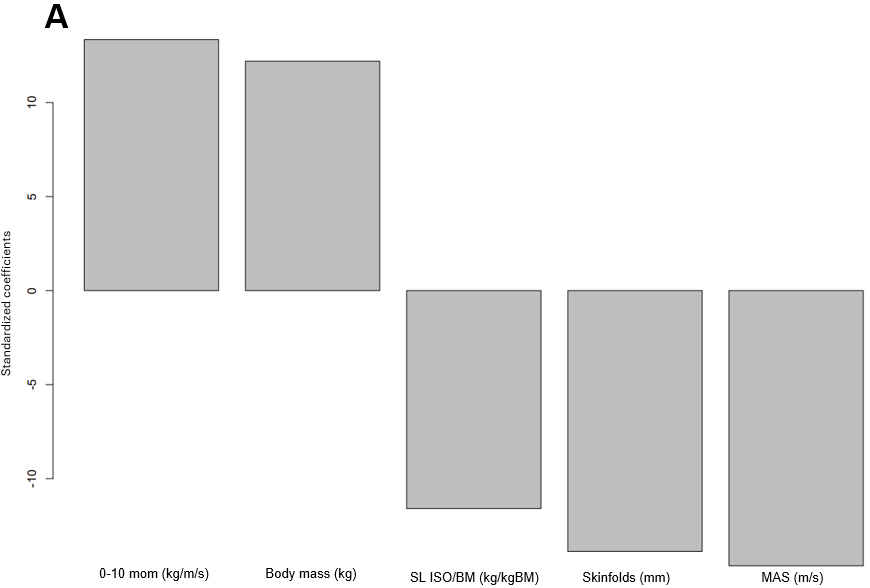 A
Standardized coefficients
10
5
0
-5
-10
0-10 mom (kg/m/s)
Body mass (kg)
SL ISO/BM (kg/kgBM)
Skinfolds (mm)
MAS (m/s)